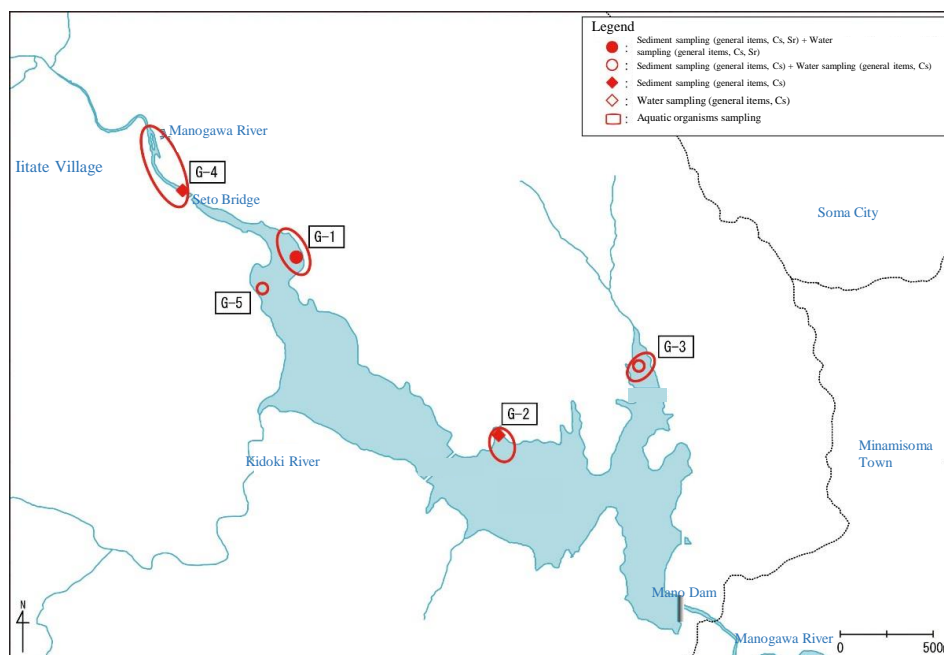 Legend
: Sediment sampling (general items, Cs, Sr) + Water
sampling (general items, Cs, Sr)
: Sediment sampling (general items, Cs) + Water sampling (general items, Cs)
: Sediment sampling (general items, Cs)
: Water sampling (general items, Cs)
: Aquatic organisms sampling
Manogawa River
Iitate Village
G-4
Seto Bridge
Soma City
G-1
G-5
G-3
G-2
Minamisoma
Town
Kidoki River
Mano Dam
N
4
Manogawa River
0
500m